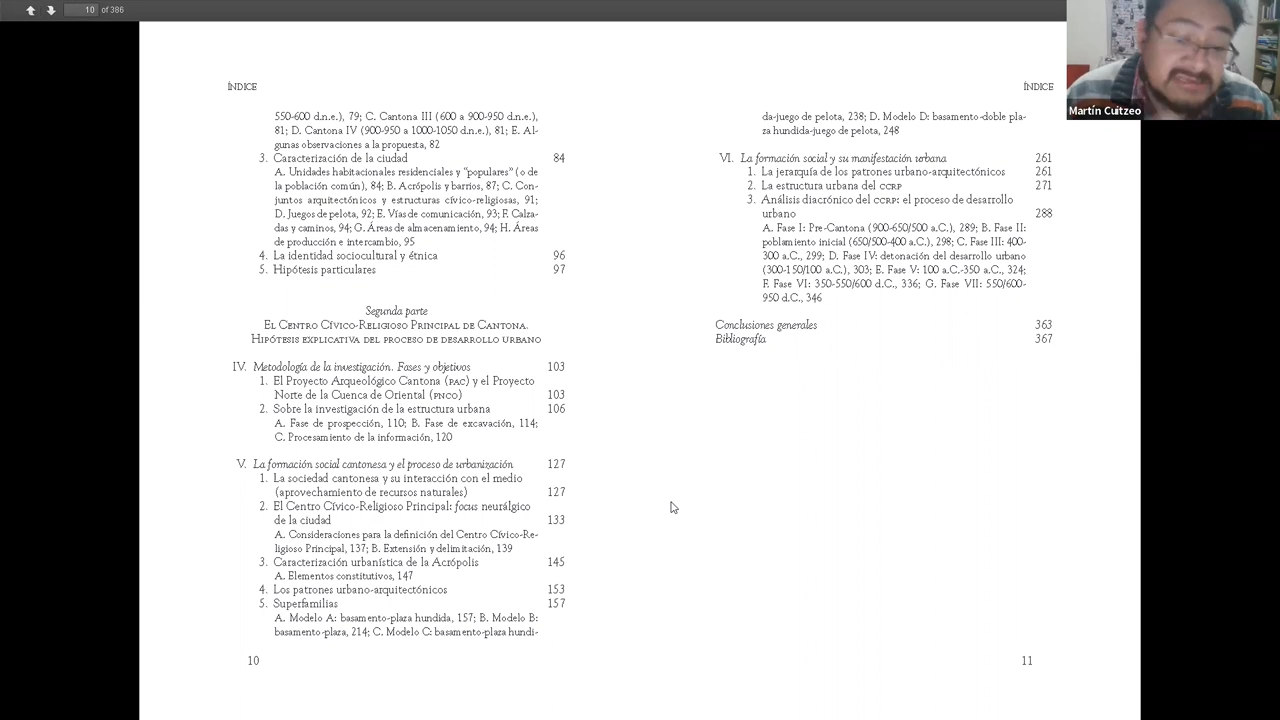 10 of 386
Martín Cuitzeo
ÍNDICE
550-600 d.n.e.), 79; C. Cantona III (600 a 900-950 d.n.e.),
81; D. Cantona IV (900-950 a 1000-1050 d.n.e.), 81; E. Al-
gunas observaciones a la propuesta, 82
3. Caracterización de la ciudad 84
A. Unidades habitacionales residenciales y “populares” (o de
la población común), 84; B. Acrópolis y barrios, 87; C. Con-
juntos arquitectónicos y estructuras cívico-religiosas, 91;
D. Juegos de pelota, 92; E. Vías de comunicación, 93; F. Calza-
das y caminos, 94; G. Áreas de almacenamiento, 94; H. Áreas
de producción e intercambio, 95
4. La identidad sociocultural y étnica 96
5. Hipótesis particulares 97
Segunda parte
EL CENTRO CÍVICO-RELIGIOSO PRINCIPAL DE CANTONA.
HIPÓTESIS EXPLICATIVA DEL PROCESO DE DESARROLLO URBANO
IV. Metodología de la investigación. Fases y objetivos 103
1. El Proyecto Arqueológico Cantona (PAC) y el Proyecto
Norte de la Cuenca de Oriental (PNCO) 103
2. Sobre la investigación de la estructura urbana 106
A. Fase de prospección, 110; B. Fase de excavación, 114;
C. Procesamiento de la información, 120
V. La formación social cantonesa y el proceso de urbanización 127
1. La sociedad cantonesa y su interacción con el medio
(aprovechamiento de recursos naturales) 127
2. El Centro Cívico-Religioso Principal: focus neurálgico
de la ciudad 133
A. Consideraciones para la definición del Centro Cívico-Re-
ligioso Principal, 137; B. Extensión y delimitación, 139
3. Caracterización urbanística de la Acrópolis 145
A. Elementos constitutivos, 147
4. Los patrones urbano-arquitectónicos 153
5. Superfamilias 157
A. Modelo A: basamento-plaza hundida, 157; B. Modelo B:
basamento-plaza, 214; C. Modelo C: basamento-plaza hundi-
10
ÍNDICE
da-juego de pelota, 238; D. Modelo D: basamento-doble pla-
za hundida-juego de pelota, 248
VI. La formación social y su manifestación urbana 261
1. La jerarquía de los patrones urbano-arquitectónicos 261
2. La estructura urbana del CCRP 271
3. Análisis diacrónico del CCRP: el proceso de desarrollo
urbano 288
A. Fase I: Pre-Cantona (900-650/500 a.C.), 289; B. Fase II:
poblamiento inicial (650/500-400 a.C.), 298; C. Fase III: 400-
300 a.C., 299; D. Fase IV: detonación del desarrollo urbano
(300-150/100 a.C.), 303; E. Fase V: 100 a.C.-350 a.C., 324;
F. Fase VI: 350-550/600 d.C., 336; G. Fase VII: 550/600-
950 d.C., 346
Conclusiones generales 363
Bibliografía 367
11